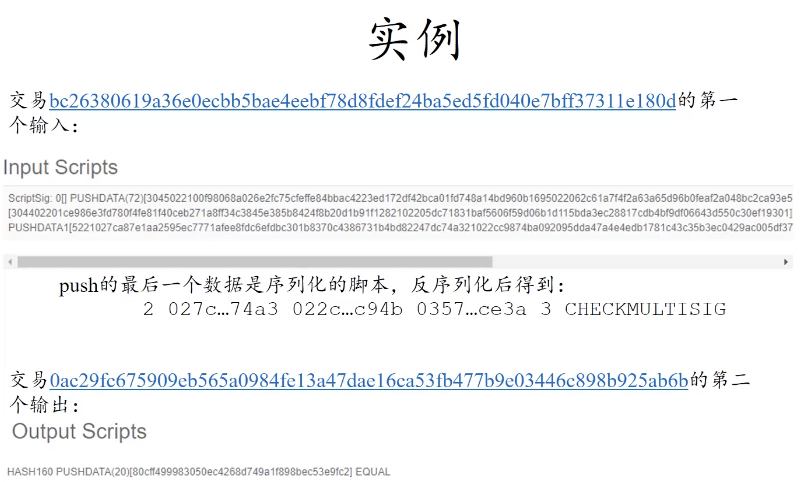 实例
交易bc26380619a36e0ecbb5bae4eebf78d8fdef24ba5ed5fd040e7bff37311e180d的第一
个输入：
Input Scripts
ScriptSig: 0[] PUSHDATA(72)[3045022100f98068a026e2fc75cfeffe84bbac4223ed172df42bca01fd748a14bd960b1695022062c61a7f4f2a63a65d96b0feaf2a048bc2ca93e5
[304402201ce986e3fd780f4fe81f40ceb271a8ff34c3845e385b8424f8b20d1b91f1282102205dc71831baf5606f59d06b1d115bda3ec28817cdb4bf9df06643d550c30ef19301]
PUSHDATA1[5221027ca87e1aa2595ec7771afee8fdc6efdbc301b8370c4386731b4bd82247dc74a321022cc9874ba092095dda47a4e4edb1781c43c35b3ec0429ac005df37
push的最后一个数据是序列化的脚本，反序列化后得到：
2 027c…74a3 022c…c94b 0357…ce3a 3 CHECKMULTISIG
交易0ac29fc675909eb565a0984fe13a47dae16ca53fb477b9e03446c898b925ab6b的第二
个输出：
Output Scripts
HASH160 PUSHDATA(20)[80cff499983050ec4268d749a1f898bec53e9fc2] EQUAL